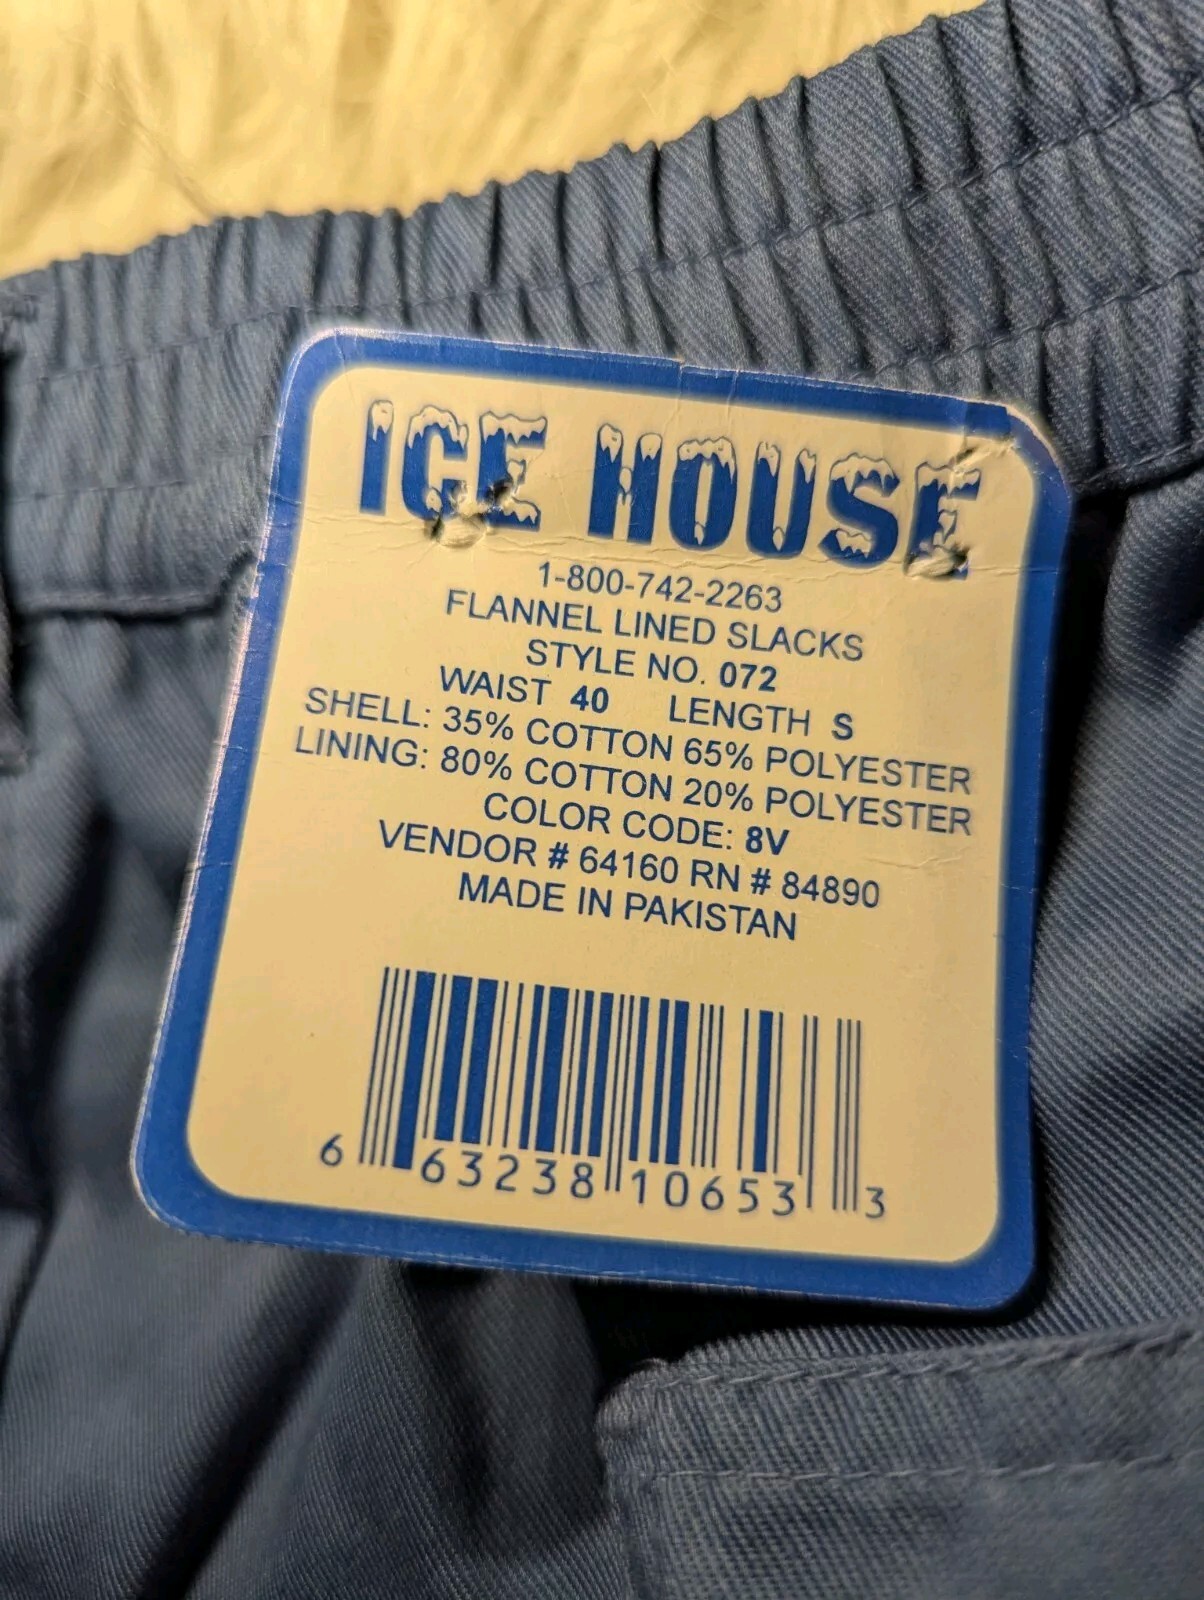 ICE HOUSE
1-800-742-2263
FLANNEL LINED SLACKS
STYLE NO. 072
WAIST 40 LENGTH S
SHELL: 35% COTTON 65% POLYESTER
LINING: 80% COTTON 20% POLYESTER
COLOR CODE: 8V
VENDOR # 64160 RN # 84890
MADE IN PAKISTAN
6 63238 10653 3